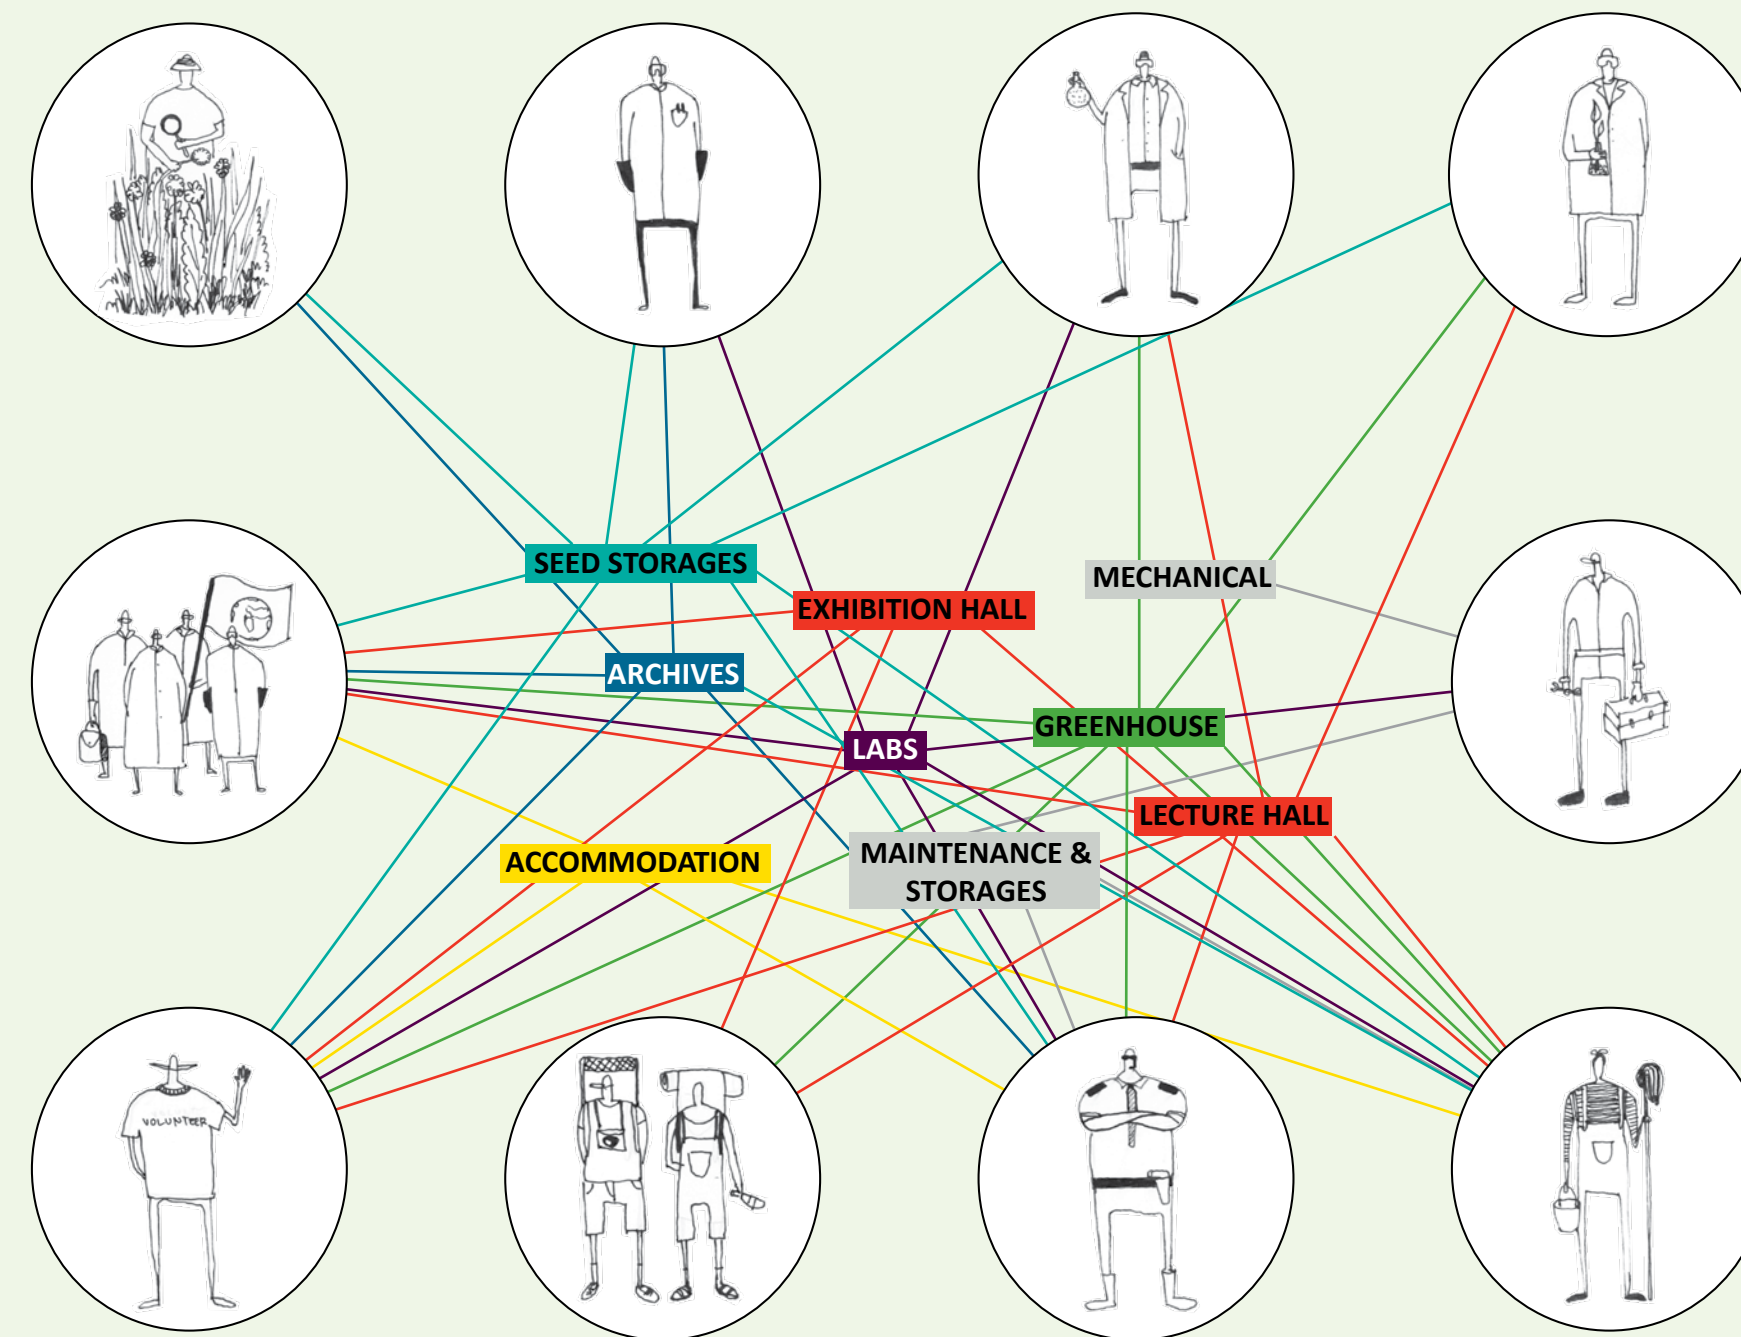 SEED STORAGES
MECHANICAL
EXHIBITION HALL
ARCHIVES
GREENHOUSE
LABS
LECTURE HALL
ACCOMMODATION
MAINTENANCE &
STORAGES
VOLUNTEER